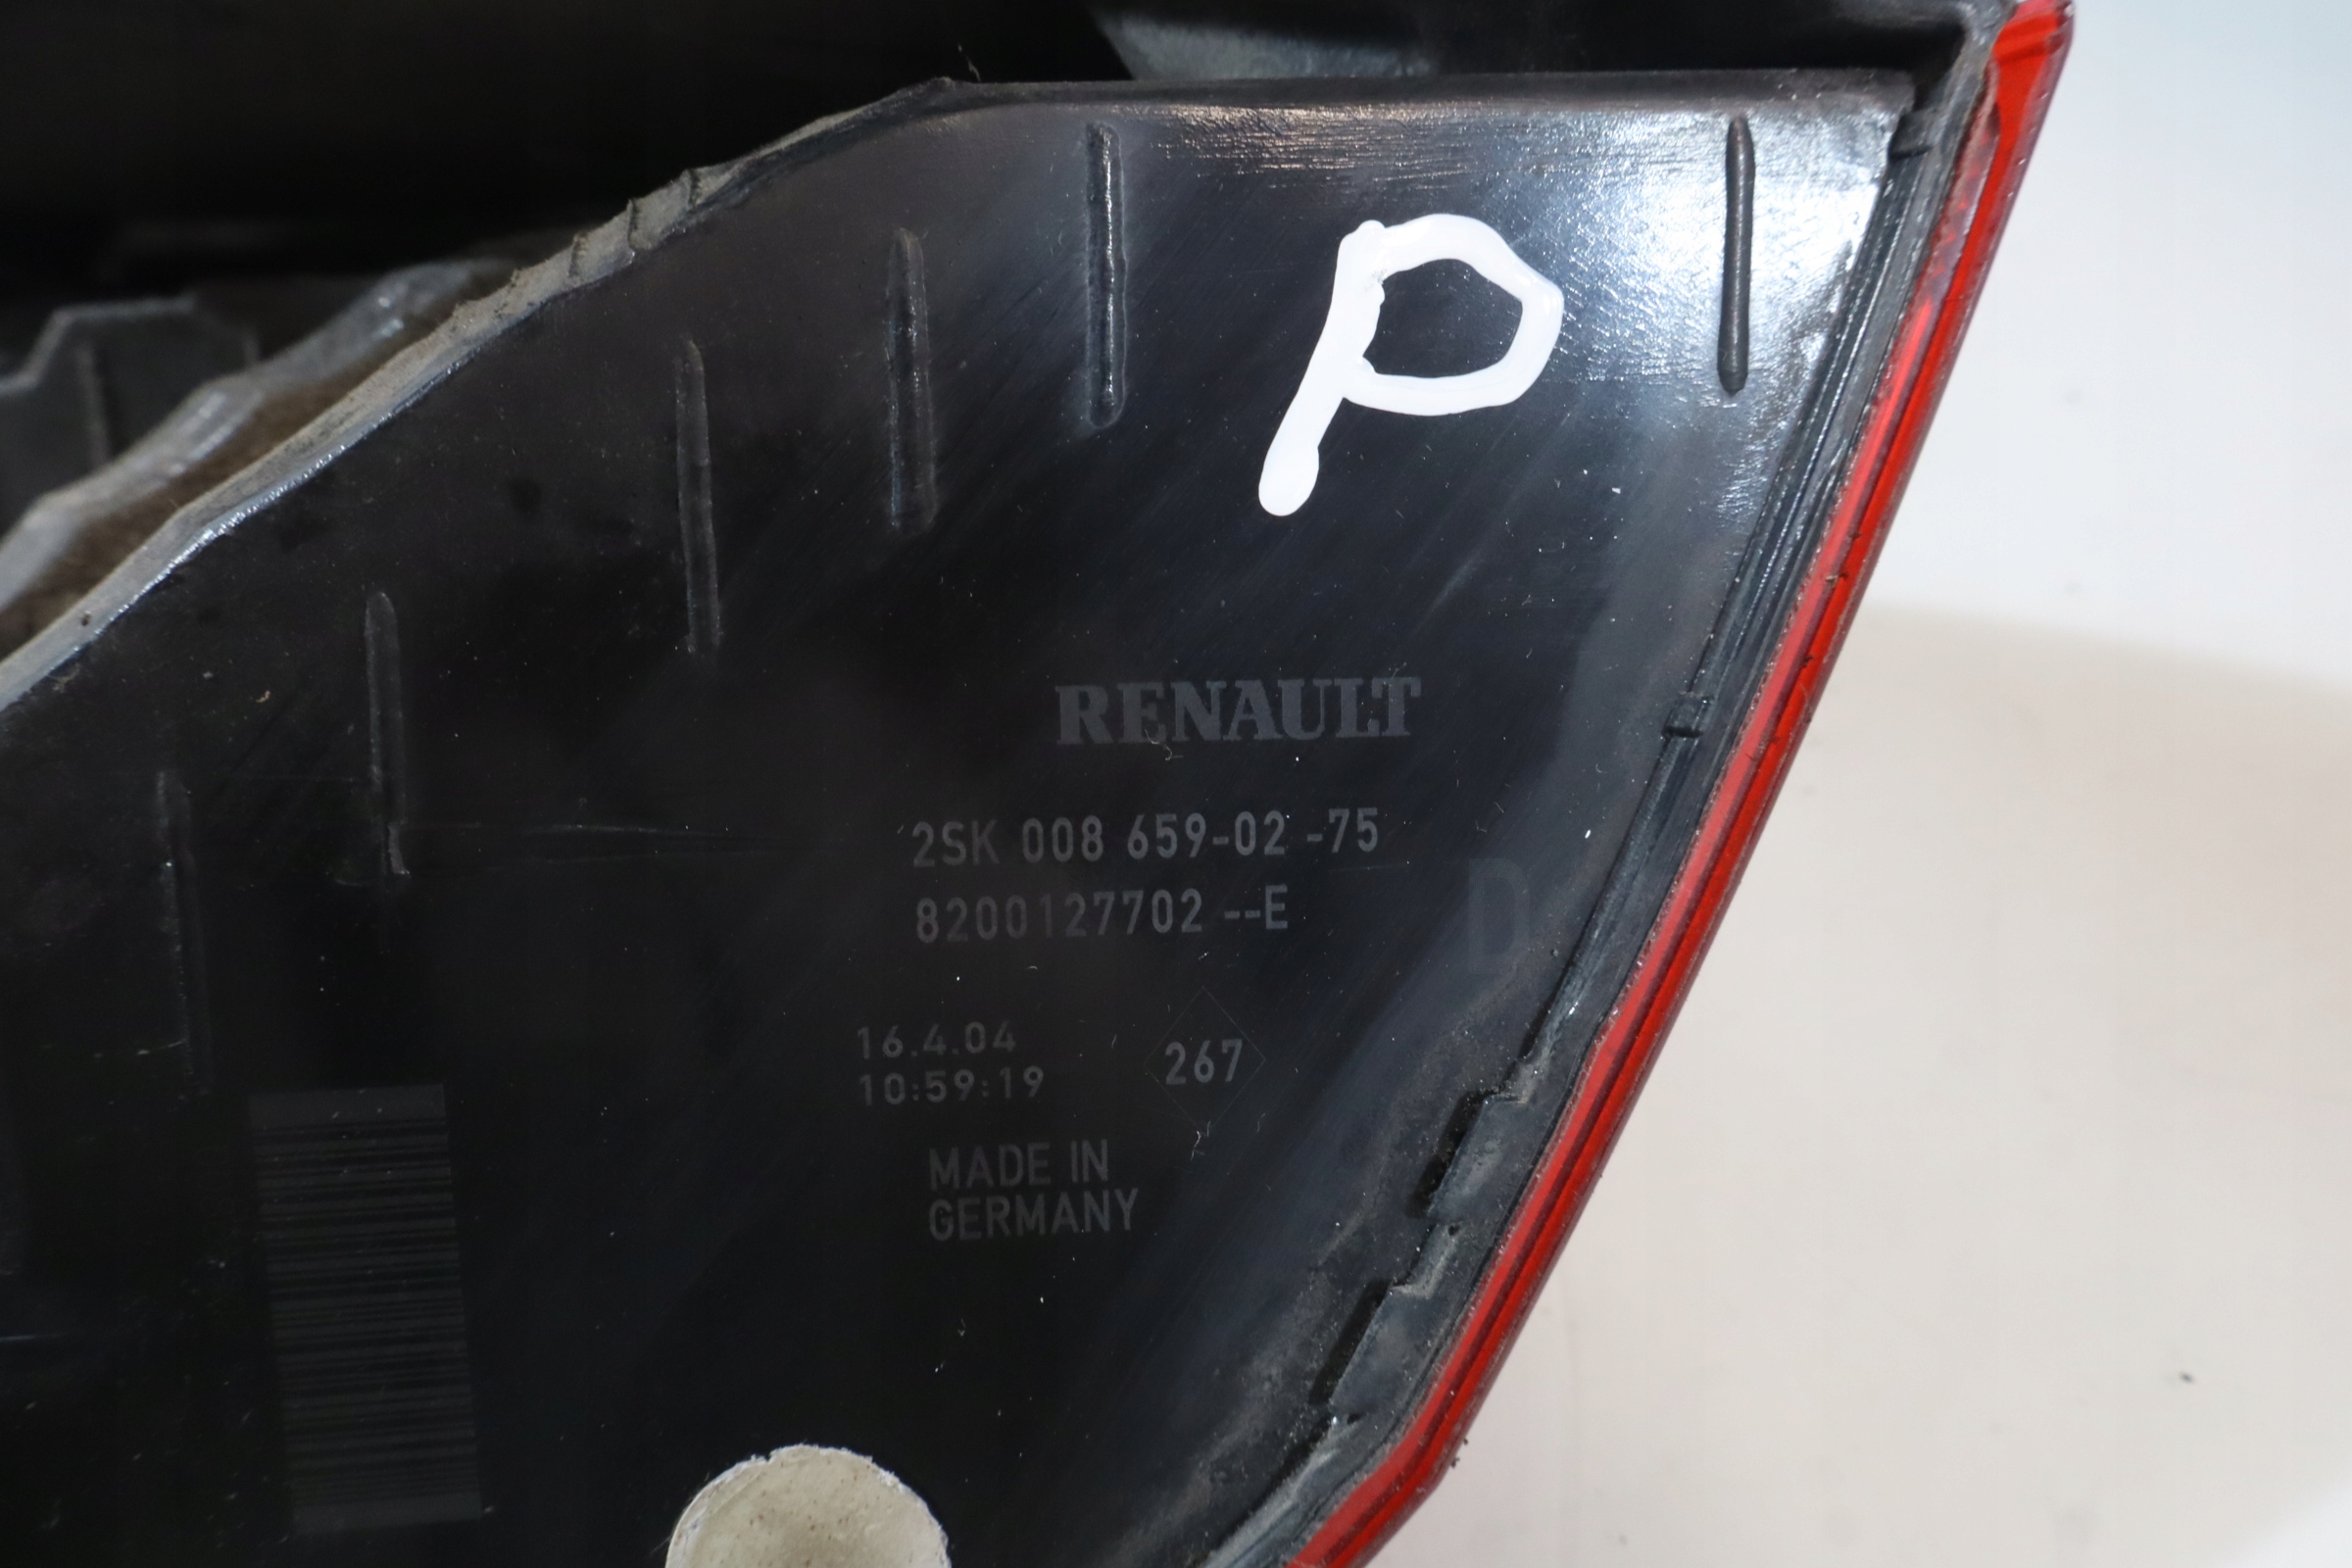 P
RENAULT
2SK 008 659-02 -75
8200127702 --E
D
16.4.04
10:59:19
267
MADE IN
GERMANY